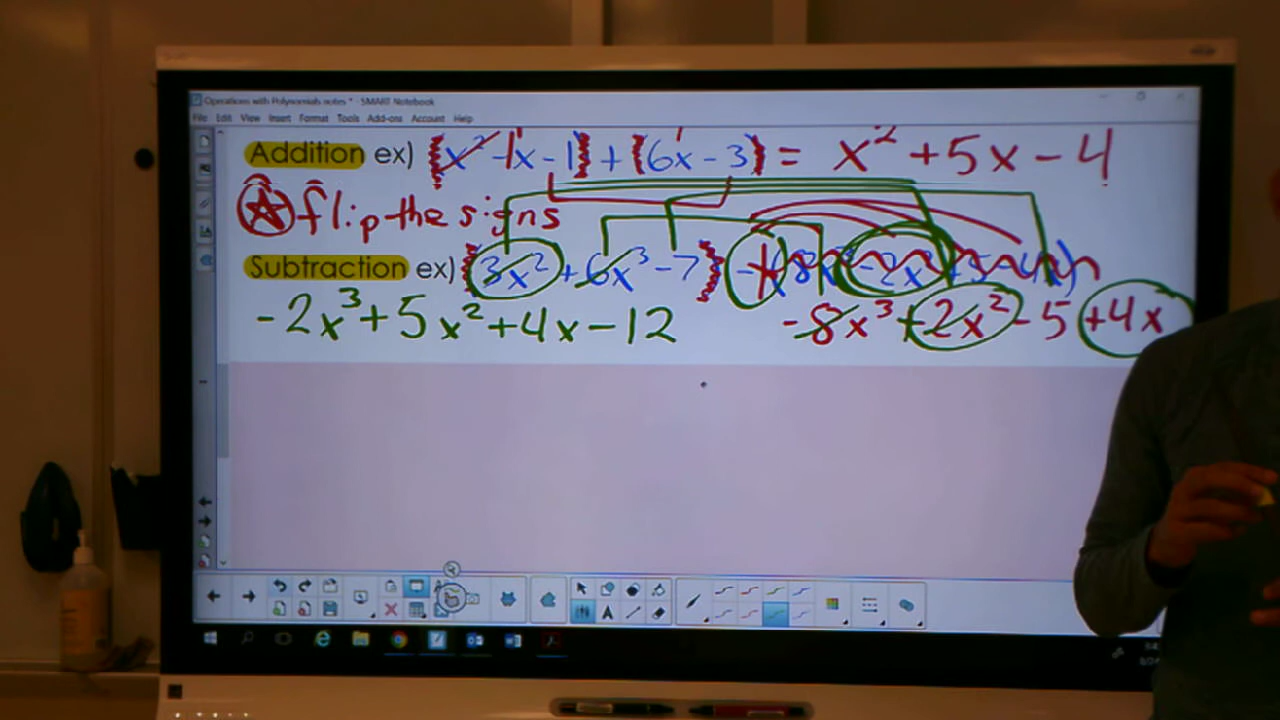 Operations with Polynomials notes * - SMART Notebook
File Edit View Insert Format Tools Add-ons Account Help
Addition ex) (x² - 1x - 1) + (6x - 3) = x² + 5x - 4
flip the signs
Subtraction ex) (3x² + 6x³ - 7) - (8x³ - 2x² + 5 - 4x)
-2x³ + 5x² + 4x - 12 -8x³ + 2x² - 5 + 4x